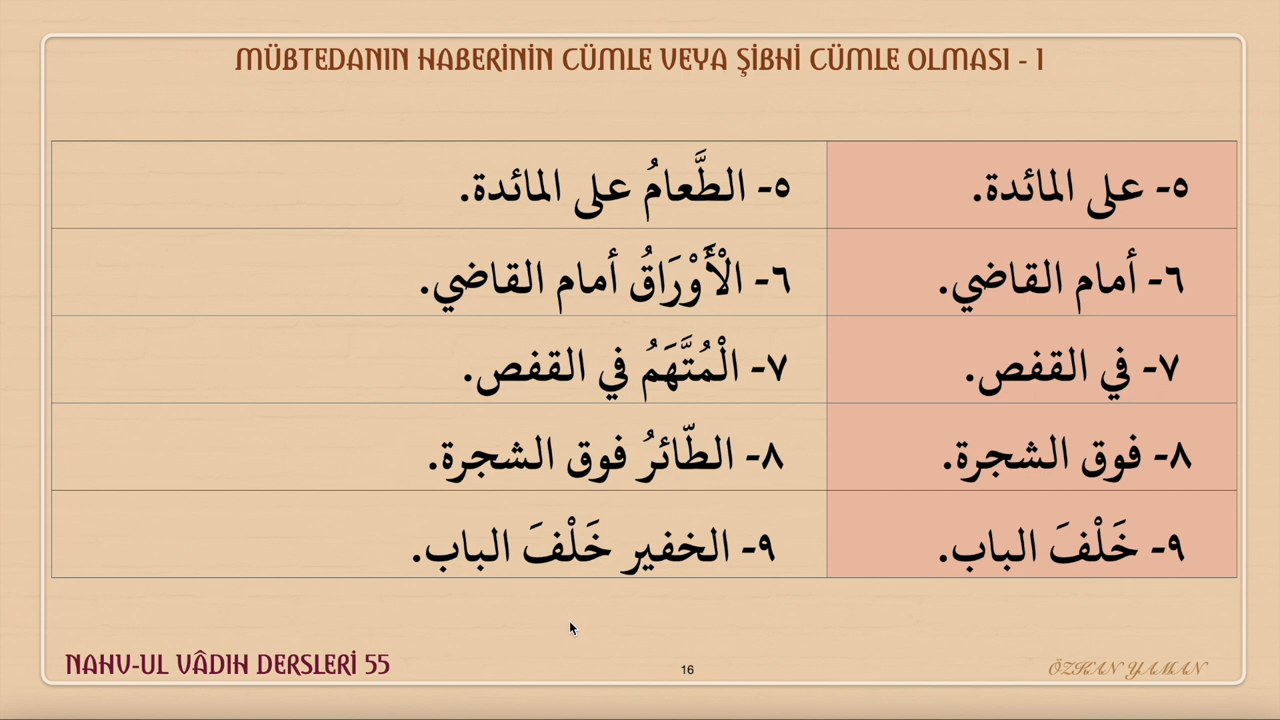 MÜBTEDANIN HABERİNİN CÜMLE VEYA ŞİBHİ CÜMLE OLMASI - 1
٥- على المائدة.
٥- الطَّعامُ على المائدة.
٦- أمام القاضي.
٦- الْأَوْرَاقُ أمام القاضي.
٧- في القفص.
٧- الْمُتَّهَمُ في القفص.
٨- فوق الشجرة.
٨- الطّائرُ فوق الشجرة.
٩- خَلْفَ الباب.
٩- الخفير خَلْفَ الباب.
NAHV-UL VÂDIH DERSLERİ 55
16
ÖZKAN YAMAN